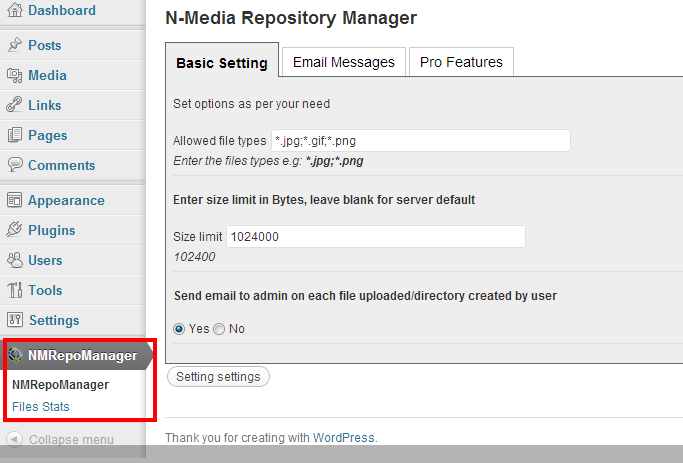 Dashboard
Posts
Media
Links
Pages
Comments
Appearance
Plugins
Users
Tools
Settings
NMRepoManager
NMRepoManager
Files Stats
Collapse menu
N-Media Repository Manager
Basic Setting Email Messages Pro Features
Set options as per your need
Allowed file types *.jpg;*.gif;*.png
Enter the files types e.g: *.jpg;*.png
Enter size limit in Bytes, leave blank for server default
Size limit 1024000
102400
Send email to admin on each file uploaded/directory created by user
Yes No
Setting settings
Thank you for creating with WordPress.